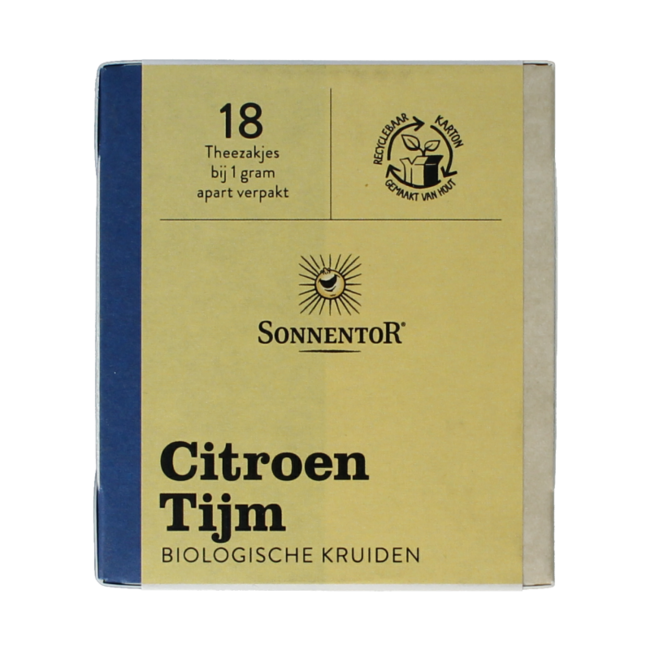 18
Theezakjes
bij 1 gram
apart verpakt
RECYCLEBAAR KARTON
GEMAAKT VAN HOUT
SONNENTOR®
Citroen
Tijm
BIOLOGISCHE KRUIDEN